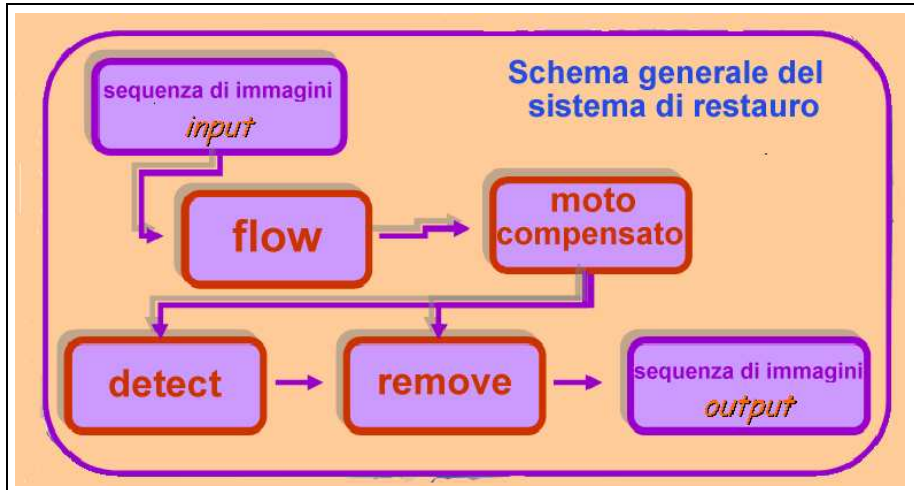 Schema generale del
sistema di restauro
sequenza di immagini
input
flow
moto
compensato
detect
remove
sequenza di immagini
output